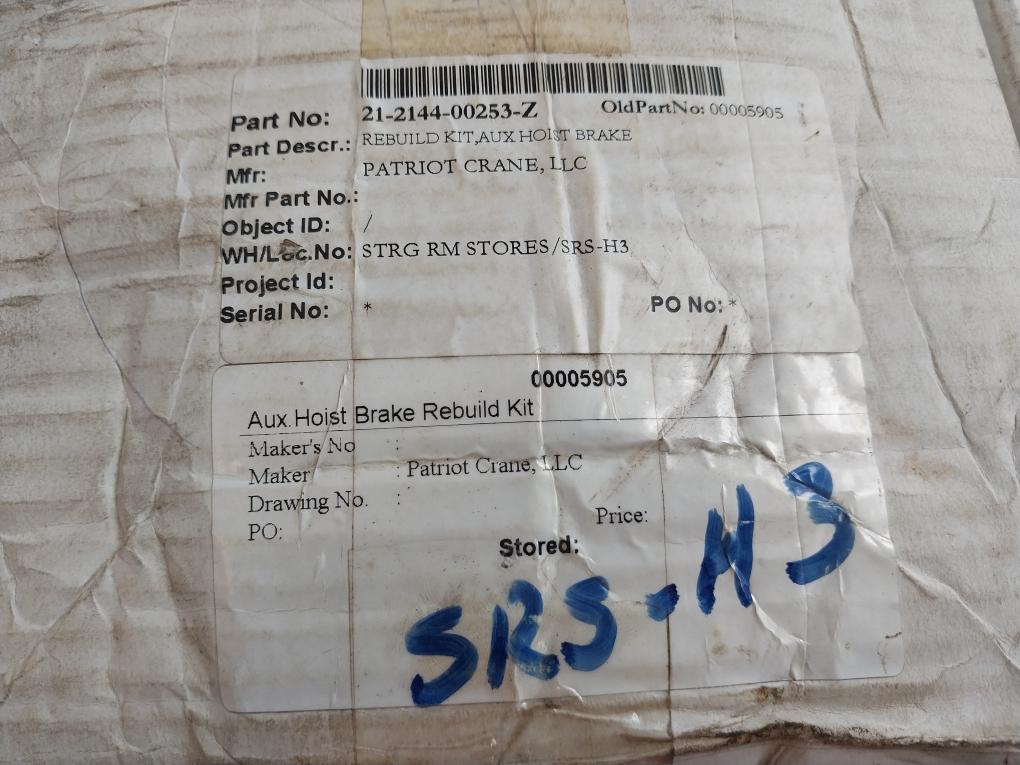 Part No: 21-2144-00253-Z OldPartNo: 00005905
Part Descr.: REBUILD KIT,AUX HOIST BRAKE
Mfr: PATRIOT CRANE, LLC
Mfr Part No.:
Object ID: /
WH/Loc.No: STRG RM STORES/SRS-H3
Project Id:
Serial No: * PO No: *
00005905
Aux.Hoist Brake Rebuild Kit
Maker's No :
Maker : Patriot Crane, LLC
Drawing No. :
PO: Price:
Stored:
SRS-H3